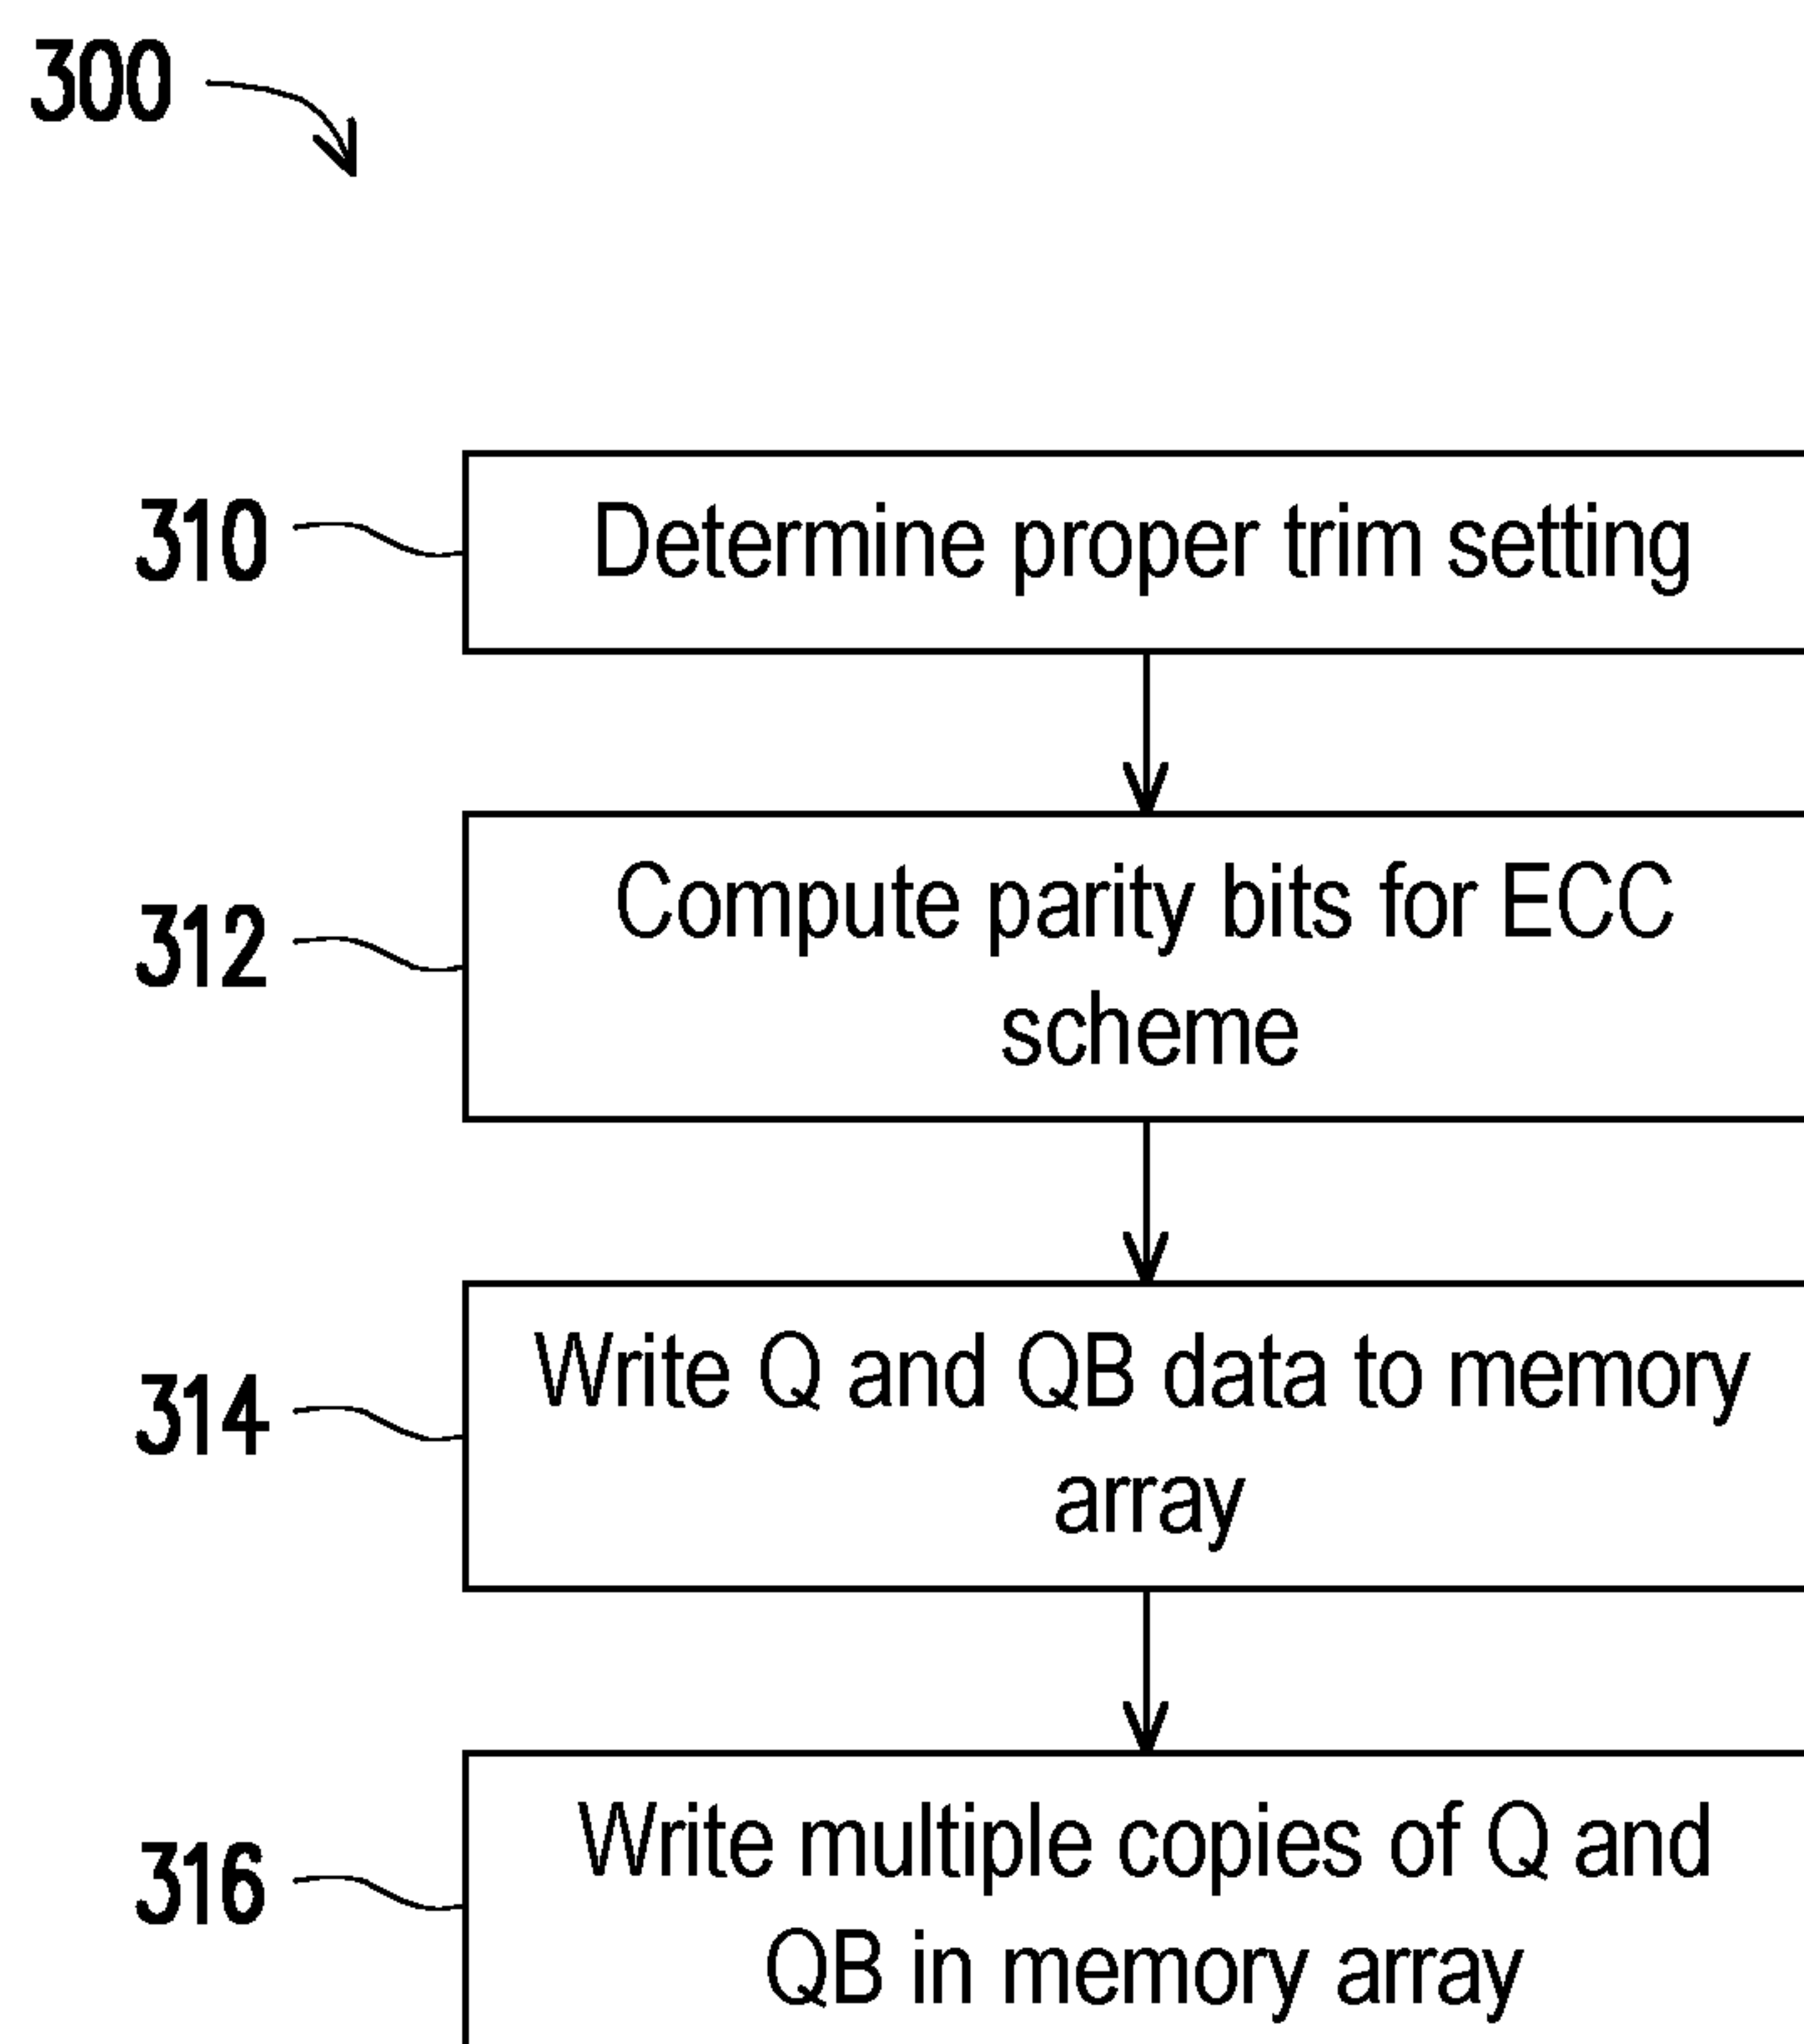 300
310
Determine proper trim setting
312
Compute parity bits for ECC
scheme
314
Write Q and QB data to memory
array
316
Write multiple copies of Q and
QB in memory array